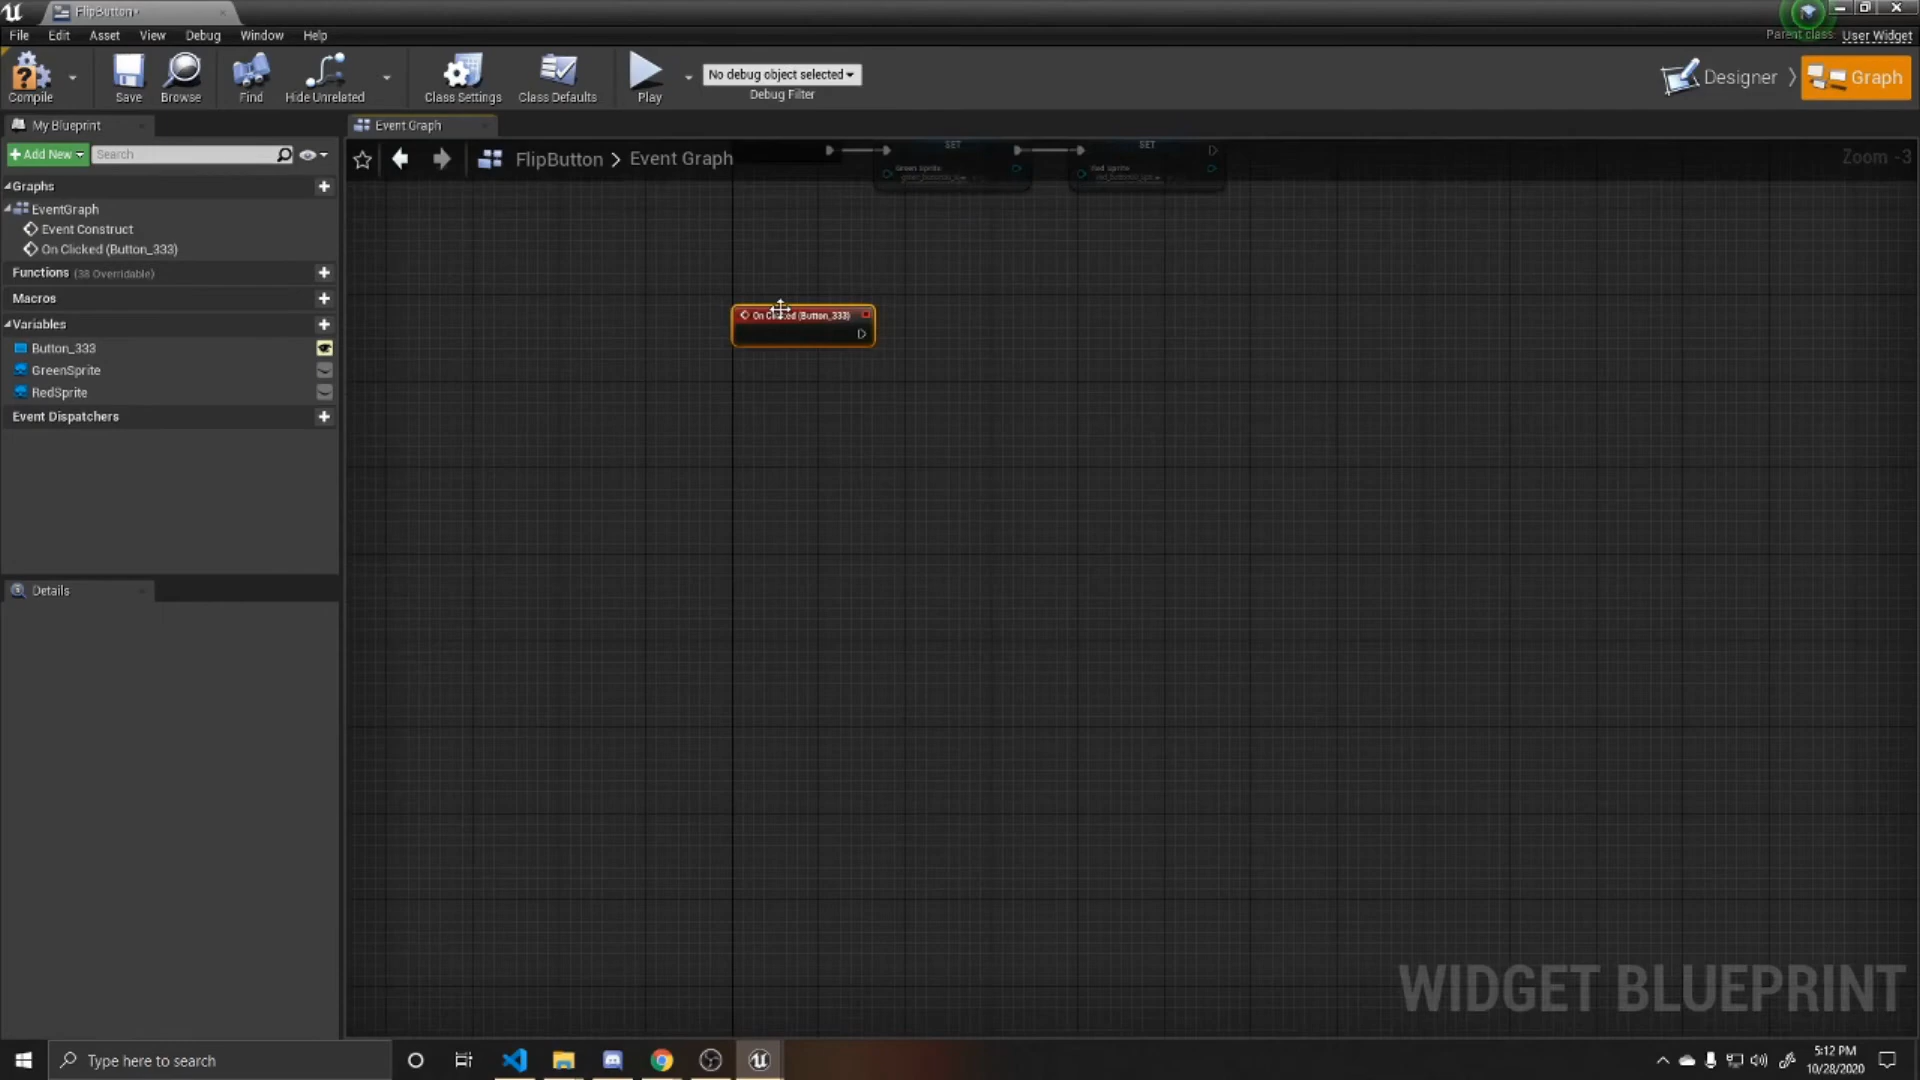 FlipButton*
File Edit Asset View Debug Window Help
Parent class: User Widget
Compile
Save
Browse
Find
Hide Unrelated
Class Settings
Class Defaults
Play
No debug object selected
Debug Filter
Designer
Graph
My Blueprint
Event Graph
Add New
Search
FlipButton > Event Graph
Zoom -3
SET
Green Sprite
SET
Red Sprite
Graphs
EventGraph
Event Construct
On Clicked (Button_333)
Functions (38 Overridable)
Macros
Variables
Button_333
GreenSprite
RedSprite
Event Dispatchers
On Clicked (Button_333)
Details
WIDGET BLUEPRINT
Type here to search
5:12 PM
10/28/2020